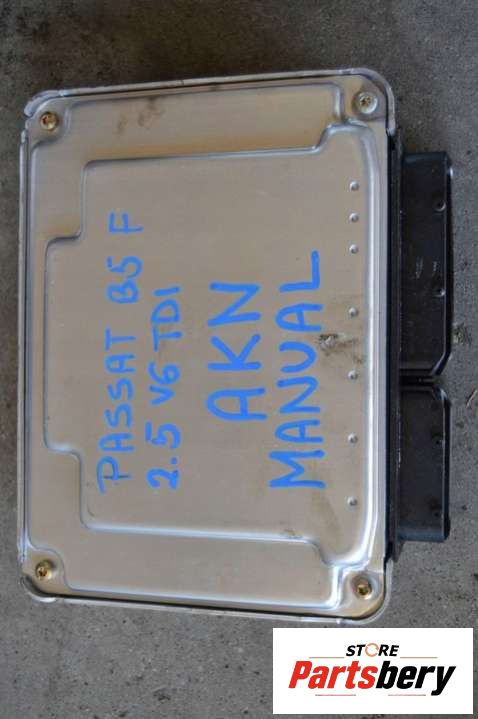 PASSAT B5 F
2.5 V6 TDI
AKN
MANUAL
STORE
Partsbery